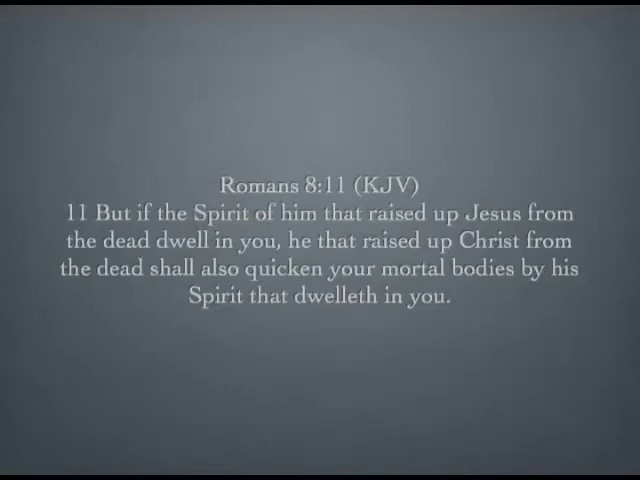 Romans 8:11 (KJV)
11 But if the Spirit of him that raised up Jesus from
the dead dwell in you, he that raised up Christ from
the dead shall also quicken your mortal bodies by his
Spirit that dwelleth in you.